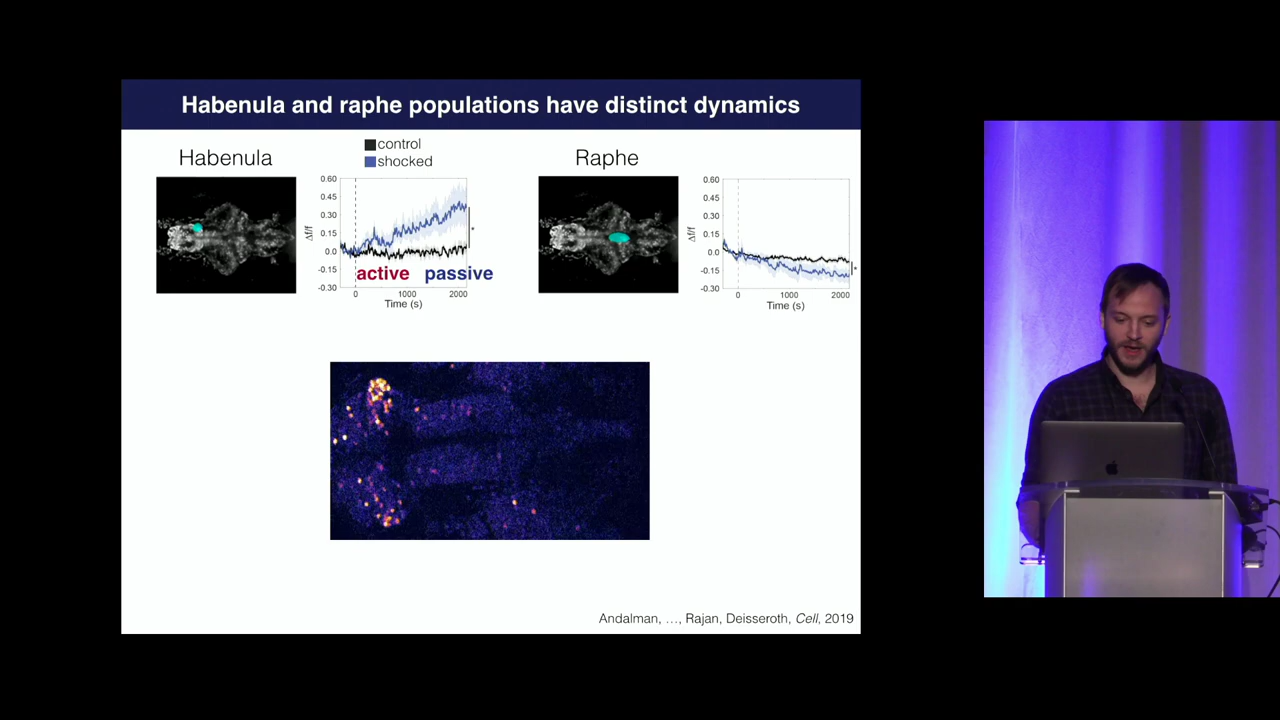 Habenula and raphe populations have distinct dynamics
Habenula
control
shocked
Raphe
0.60
0.45
0.30
0.15
0.0
-0.15
-0.30
Δf/f
active passive
*
0 1000 2000
Time (s)
0.60
0.45
0.30
0.15
0.0
-0.15
-0.30
Δf/f
*
0 1000 2000
Time (s)
Andalman, …, Rajan, Deisseroth, Cell, 2019